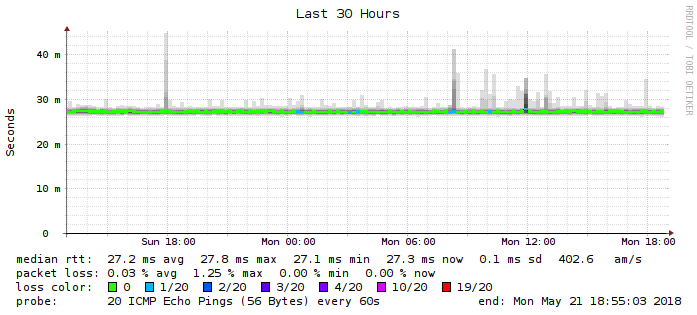 Last 30 Hours
RRDTOOL / TOBI OETIKER
Seconds
40 m
30 m
20 m
10 m
0
Sun 18:00 Mon 00:00 Mon 06:00 Mon 12:00 Mon 18:00
median rtt: 27.2 ms avg 27.8 ms max 27.1 ms min 27.3 ms now 0.1 ms sd 402.6 am/s
packet loss: 0.03 % avg 1.25 % max 0.00 % min 0.00 % now
loss color: 0 1/20 2/20 3/20 4/20 10/20 19/20
probe: 20 ICMP Echo Pings (56 Bytes) every 60s end: Mon May 21 18:55:03 2018